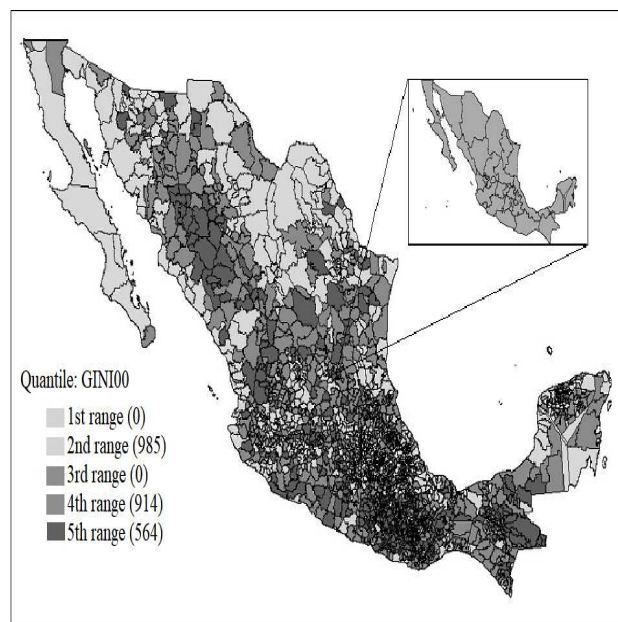 Quantile: GINI00
1st range (0)
2nd range (985)
3rd range (0)
4th range (914)
5th range (564)